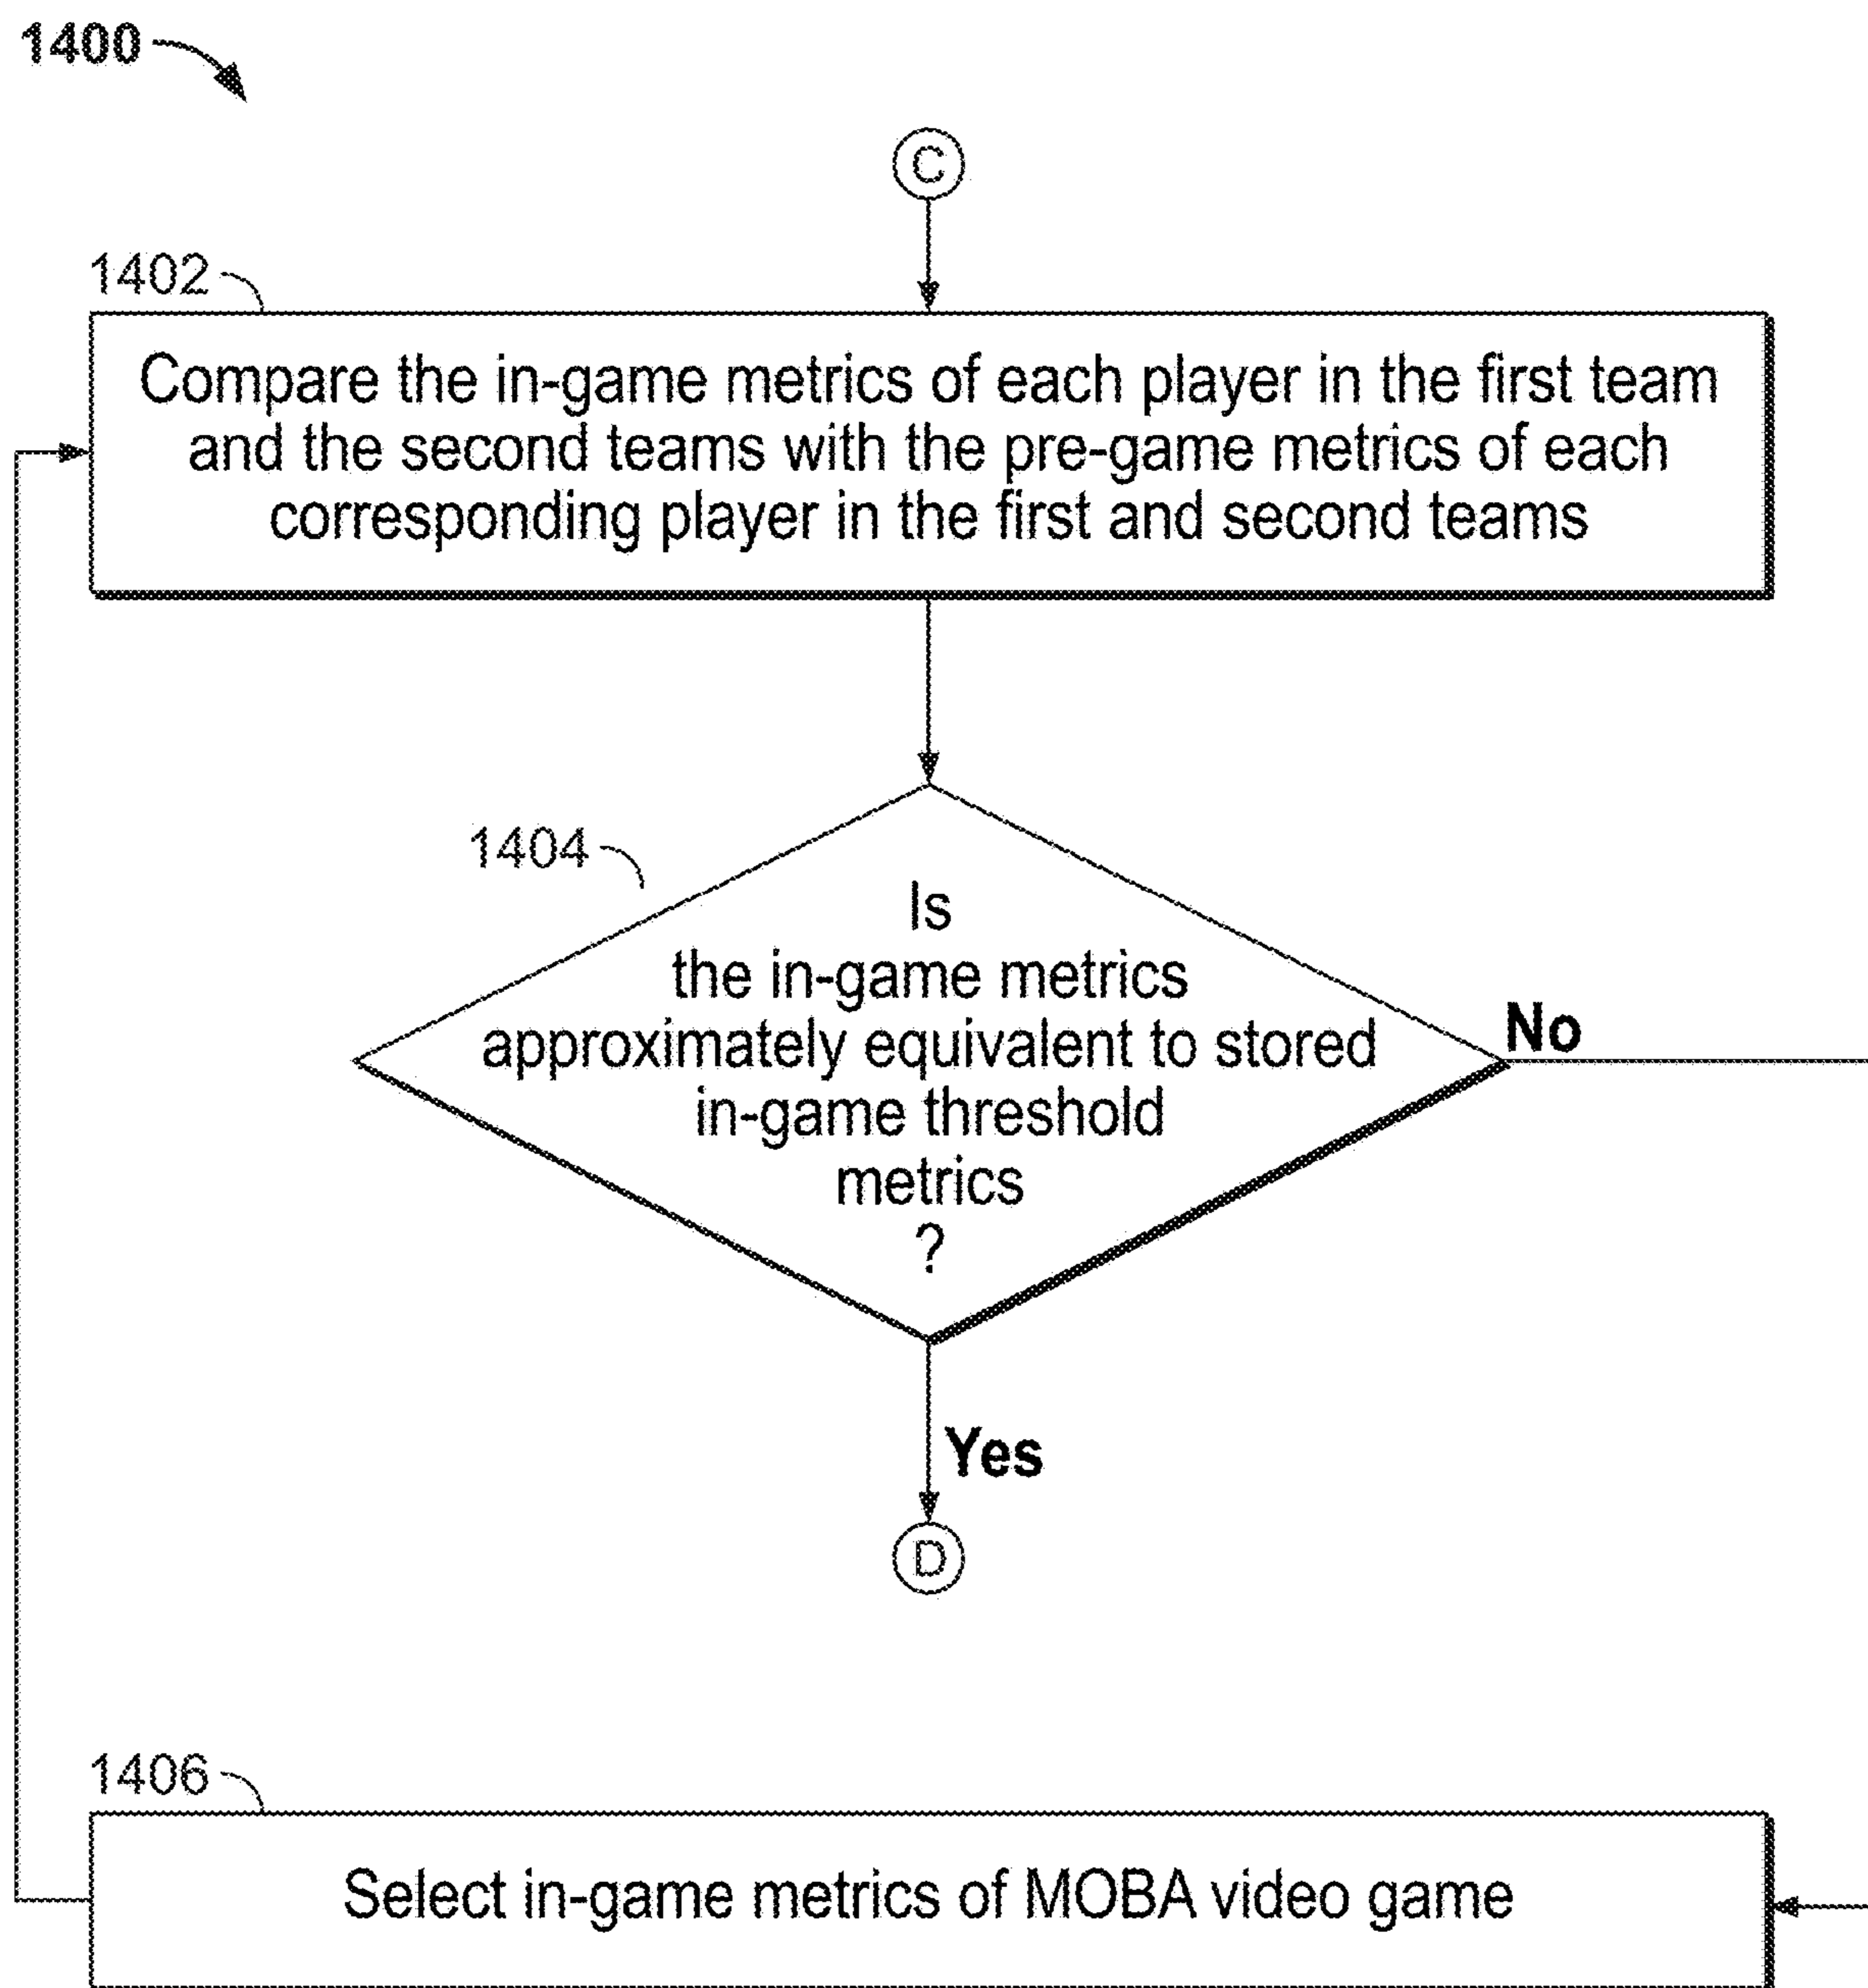 1400
C
1402
Compare the in-game metrics of each player in the first team
and the second teams with the pre-game metrics of each
corresponding player in the first and second teams
1404
Is
the in-game metrics
approximately equivalent to stored
in-game threshold
metrics
?
No
Yes
D
1406
Select in-game metrics of MOBA video game